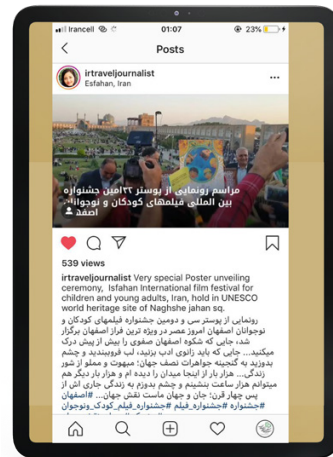 Irancell
01:07
23%
Posts
irtraveljournalist
Esfahan, Iran
مراسم رونمایی از پوستر ۳۲امین جشنواره
بین المللی فیلمهای کودکان و نوجوانان
اصفهان
539 views
irtraveljournalist Very special Poster unveiling
ceremony, Isfahan International film festival for
children and young adults, Iran, hold in UNESCO
world heritage site of Naghshe jahan sq.
رونمایی از پوستر سی و دومین جشنواره فیلمهای کودکان و
نوجوانان اصفهان امروز عصر در ویژه ترین فراز اصفهان برگزار
شد، جایی که شکوه اصفهان صفوی را بیش از پیش درک
میکنید... جایی که باید زانوی ادب بزنید، لب فروببندید و چشم
بدوزید به گنجینه جواهرات نصف جهان؛ مبهوت و مملو از شور
زندگی... هزار بار از اینجا میدان را دیده ام و هزار بار دیگر هم
میتوانم هزار ساعت بنشینم و چشم بدوزم به زندگی جاری اش از
پس چهار قرن؛ جان و جهان ماست نقش جهان... #اصفهان
#جشنواره #جشنواره_فیلم #جشنواره_فیلم_کودک_ونوجوان